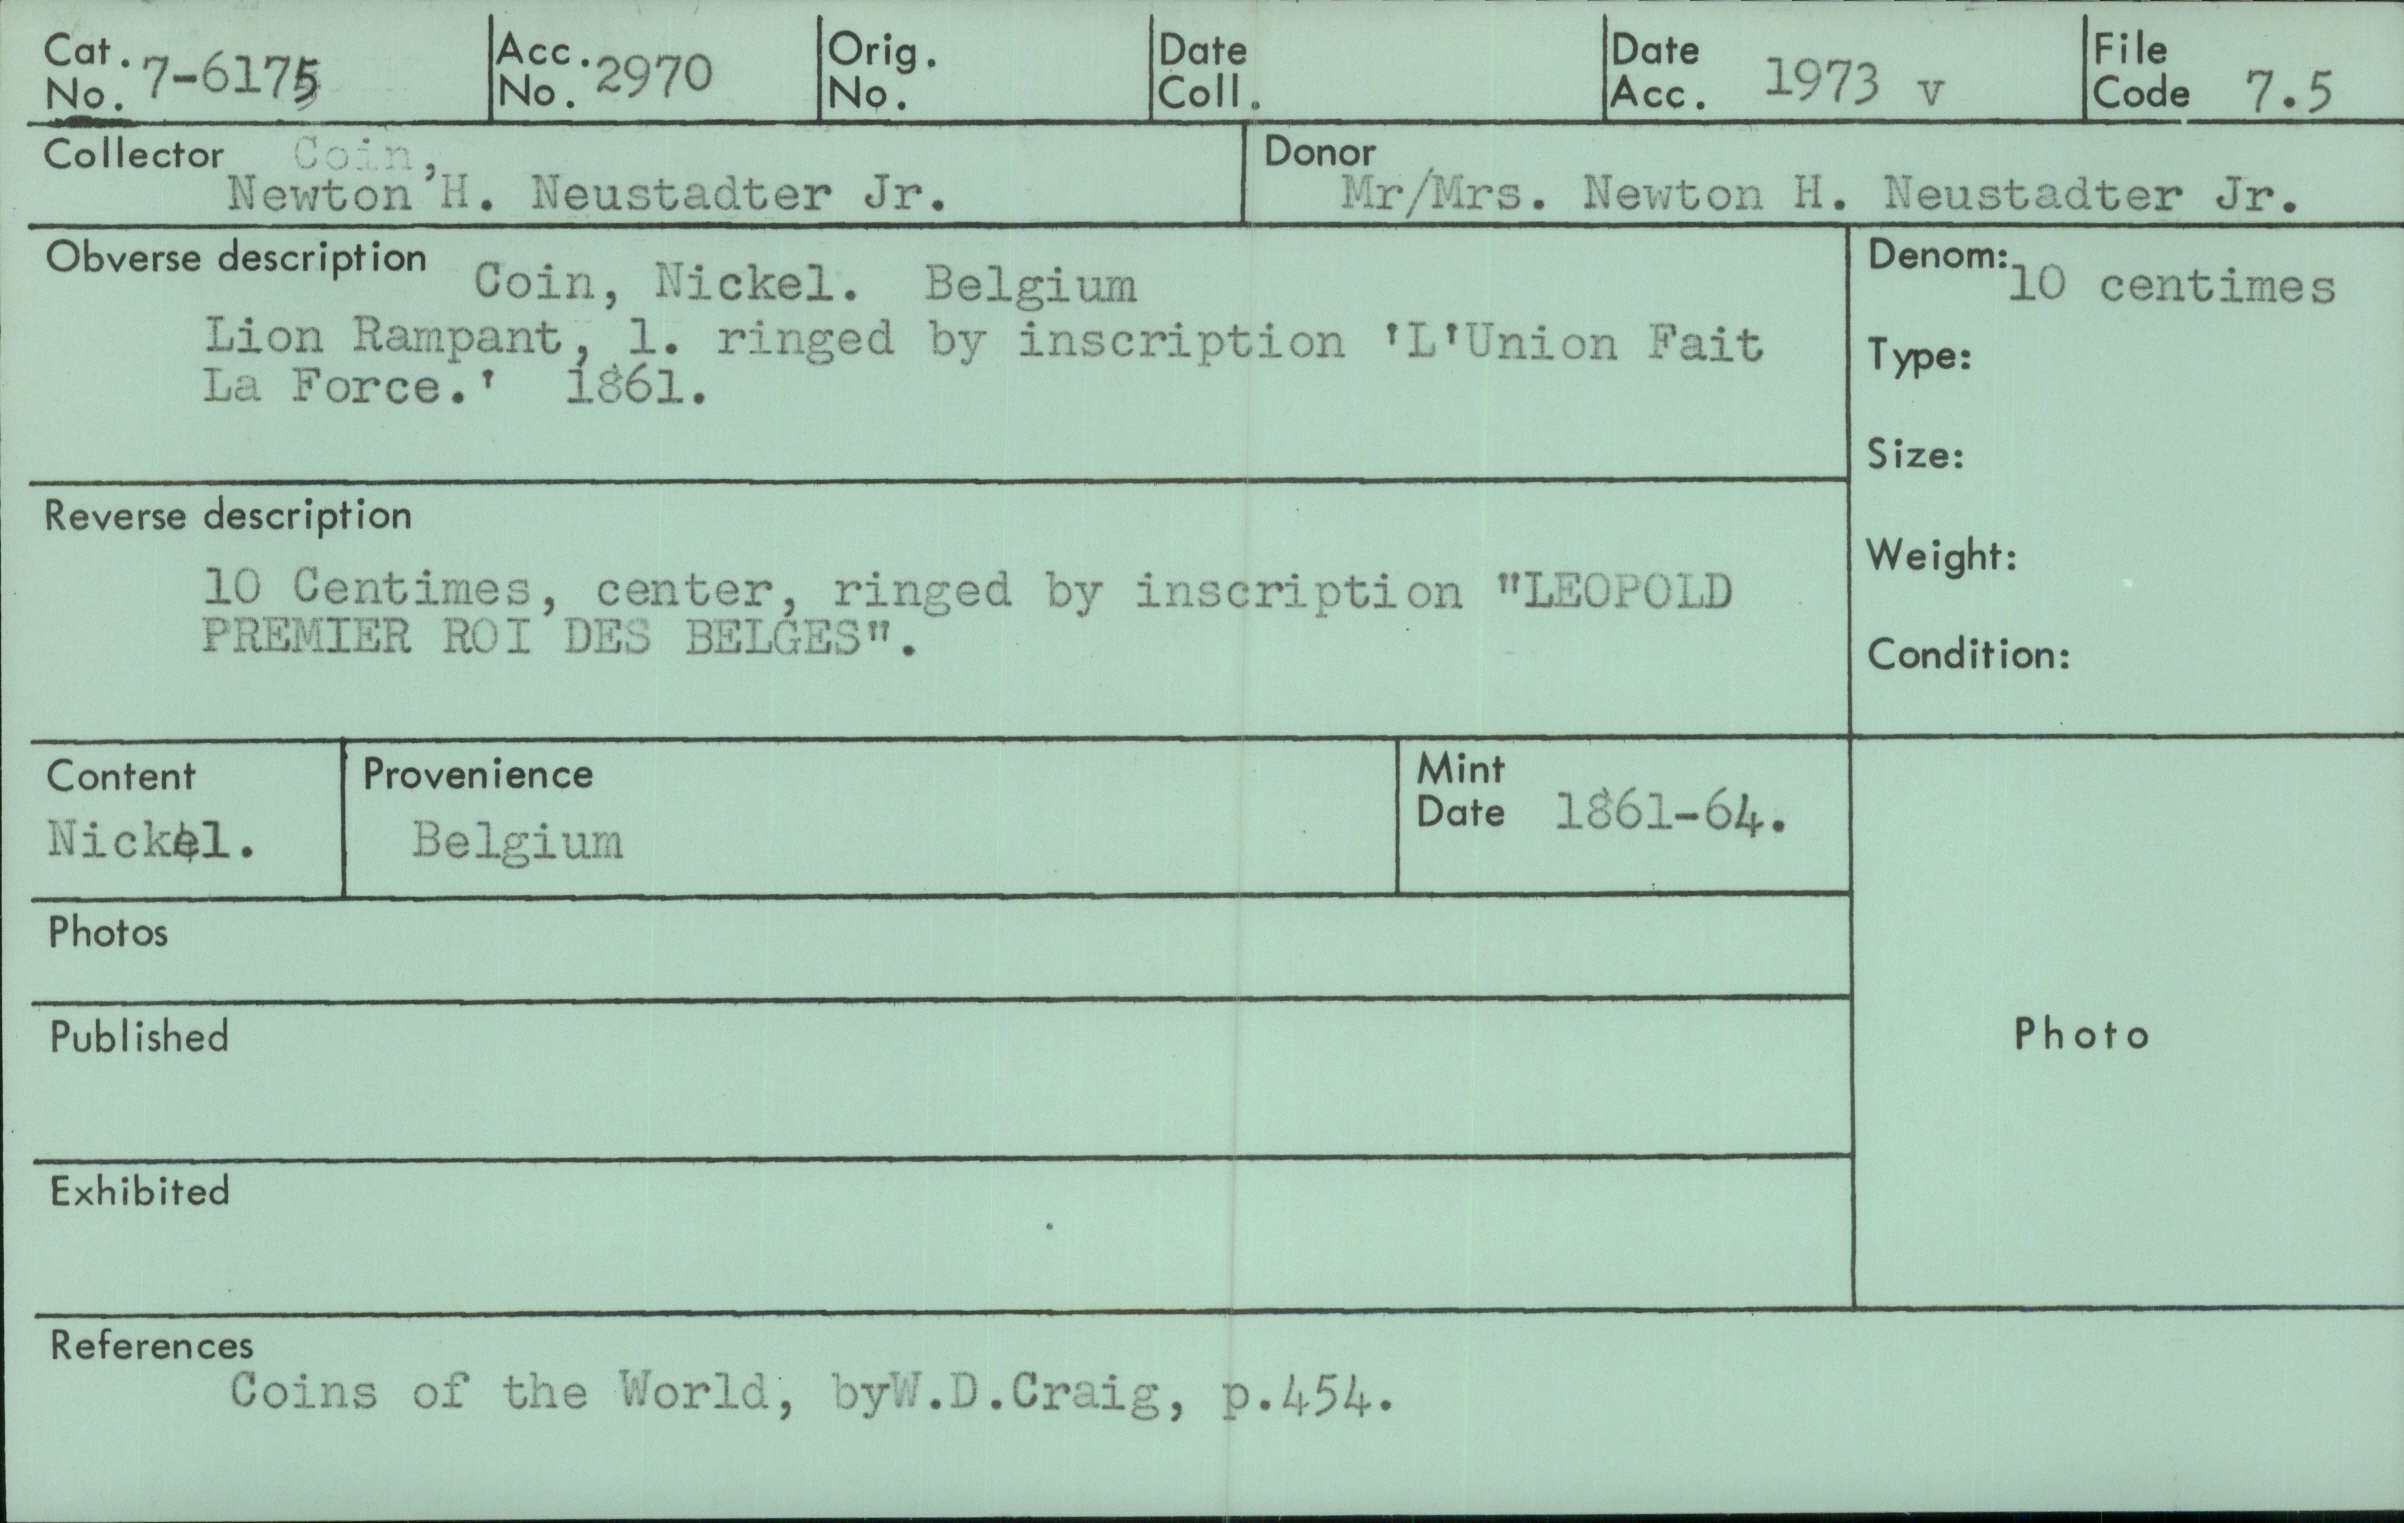 Cat. No. 7-6175
Acc. No. 2970
Orig. No.
Date Coll.
Date Acc. 1973 v
File Code 7.5
Collector Coin,
Newton H. Neustadter Jr.
Donor
Mr/Mrs. Newton H. Neustadter Jr.
Obverse description Coin, Nickel. Belgium
Lion Rampant, l. ringed by inscription 'L'Union Fait
La Force.' 1861.
Denom: 10 centimes
Type:
Size:
Weight:
Condition:
Reverse description
10 Centimes, center, ringed by inscription "LEOPOLD
PREMIER ROI DES BELGES".
Content
Nickel.
Provenience
Belgium
Mint
Date 1861-64.
Photos
Published
Photo
Exhibited
References
Coins of the World, byW.D.Craig, p.454.